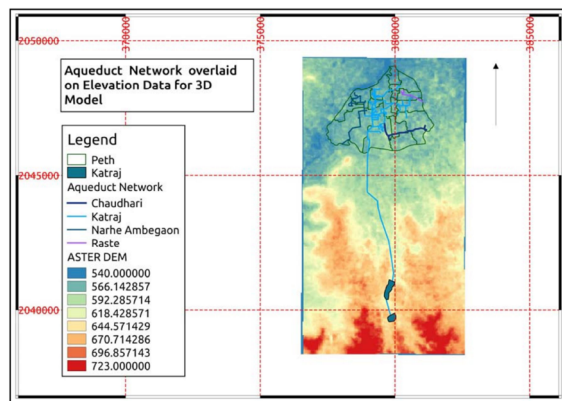 370000
375000
380000
385000
2050000
Aqueduct Network overlaid
on Elevation Data for 3D
Model
Legend
Peth
Katraj
Aqueduct Network
Chaudhari
Katraj
Narhe Ambegaon
Raste
ASTER DEM
540.000000
566.142857
592.285714
618.428571
644.571429
670.714286
696.857143
723.000000
2045000
2040000